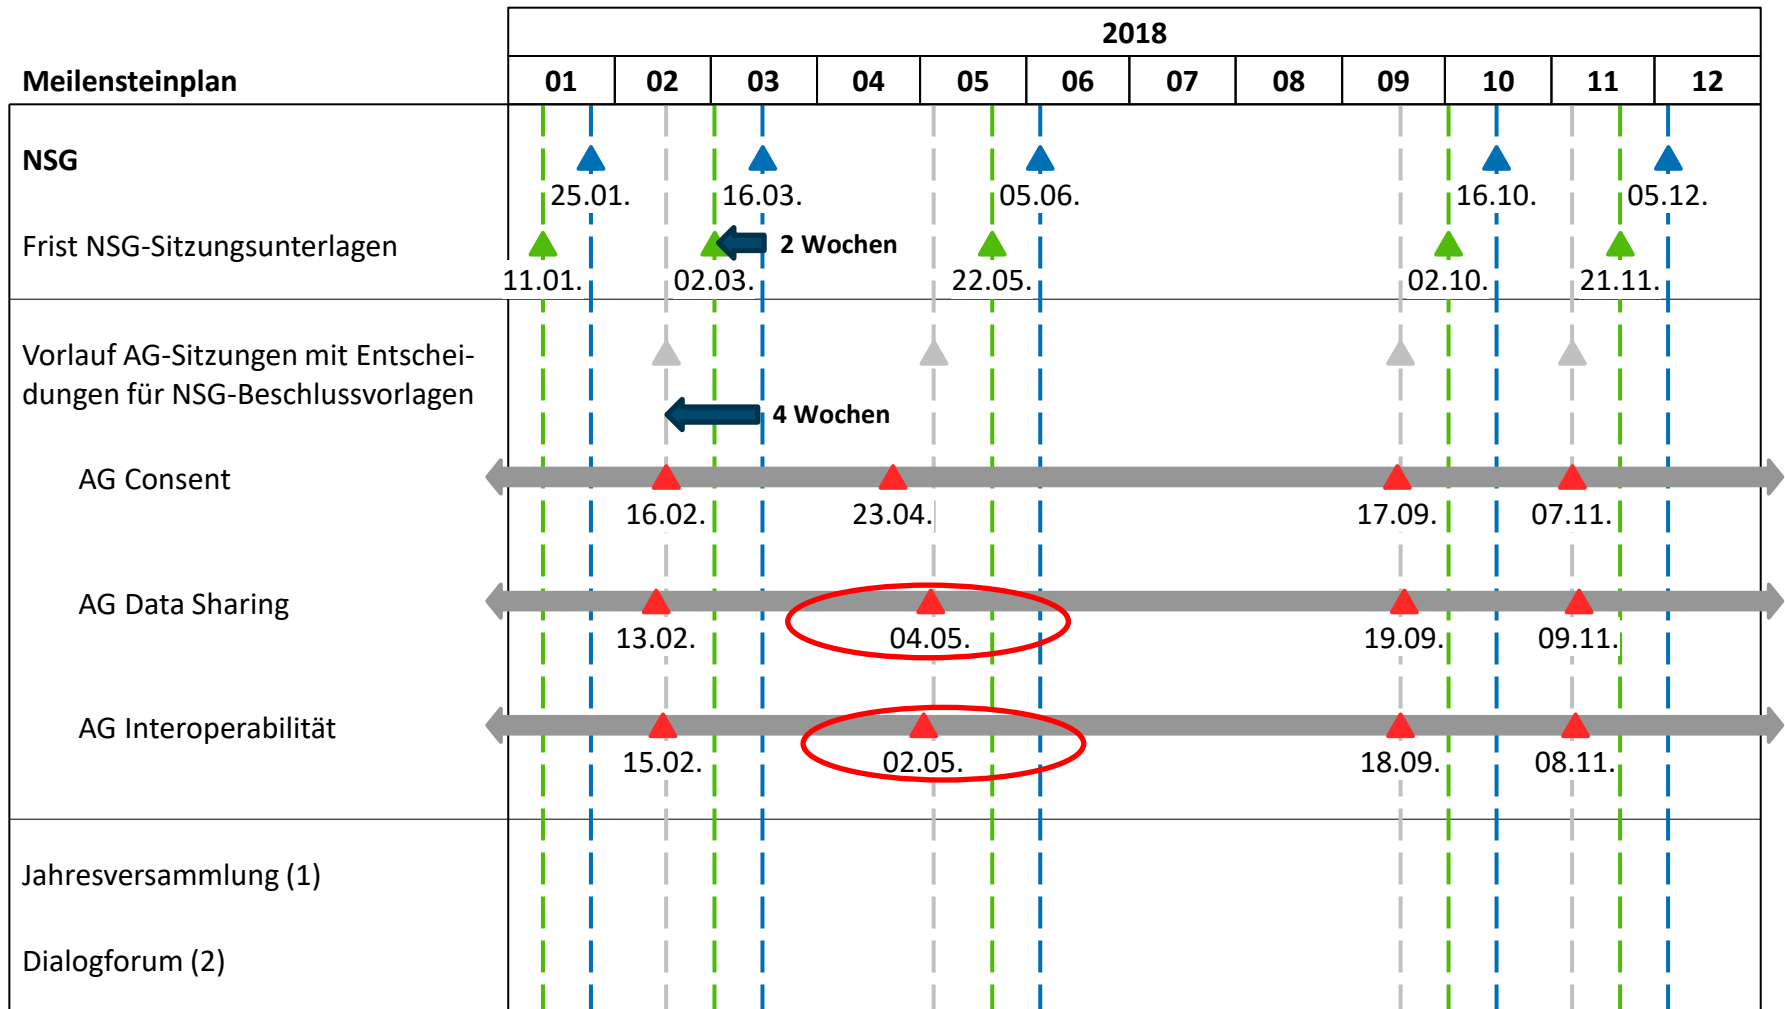 2018
Meilensteinplan 01 02 03 04 05 06 07 08 09 10 11 12
NSG
25.01. 16.03. 05.06. 16.10. 05.12.
Frist NSG-Sitzungsunterlagen 2 Wochen
11.01. 02.03. 22.05. 02.10. 21.11.
Vorlauf AG-Sitzungen mit Entschei-
dungen für NSG-Beschlussvorlagen
4 Wochen
AG Consent
16.02. 23.04. 17.09. 07.11.
AG Data Sharing
13.02. 04.05. 19.09. 09.11.
AG Interoperabilität
15.02. 02.05. 18.09. 08.11.
Jahresversammlung (1)
Dialogforum (2)